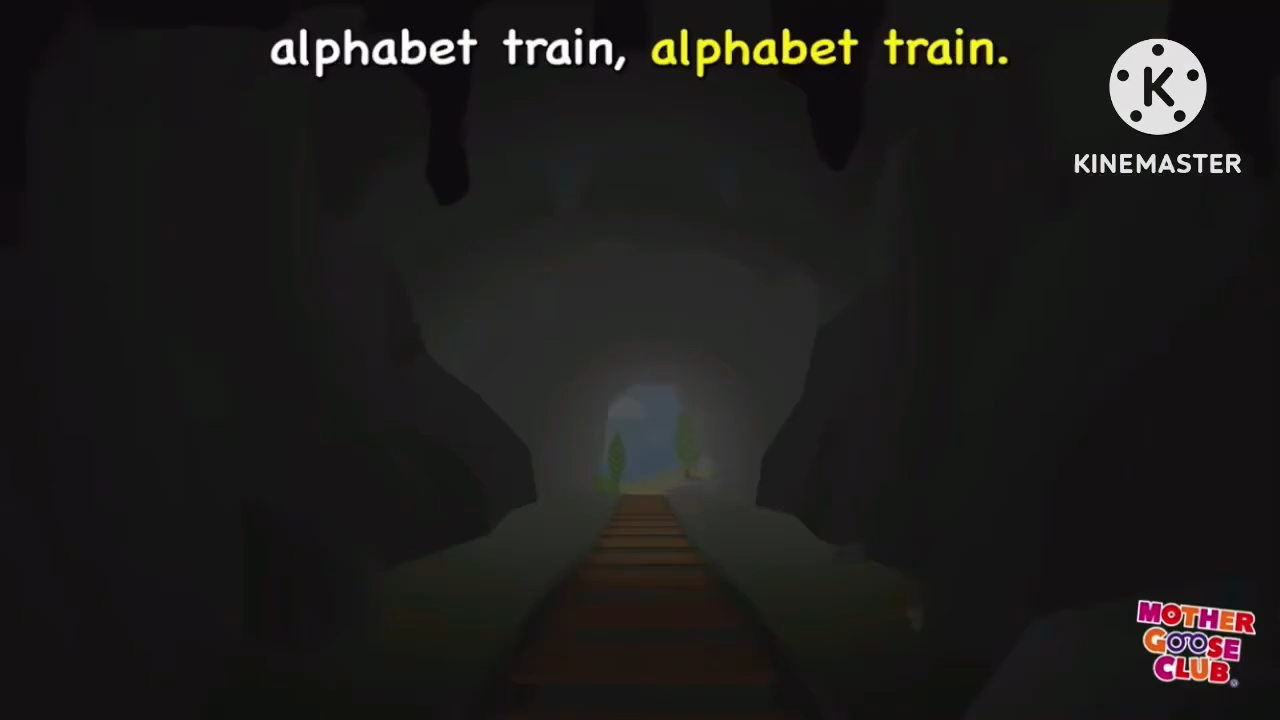 alphabet train, alphabet train.
K
KINEMASTER
MOTHER
GOOSE
CLUB